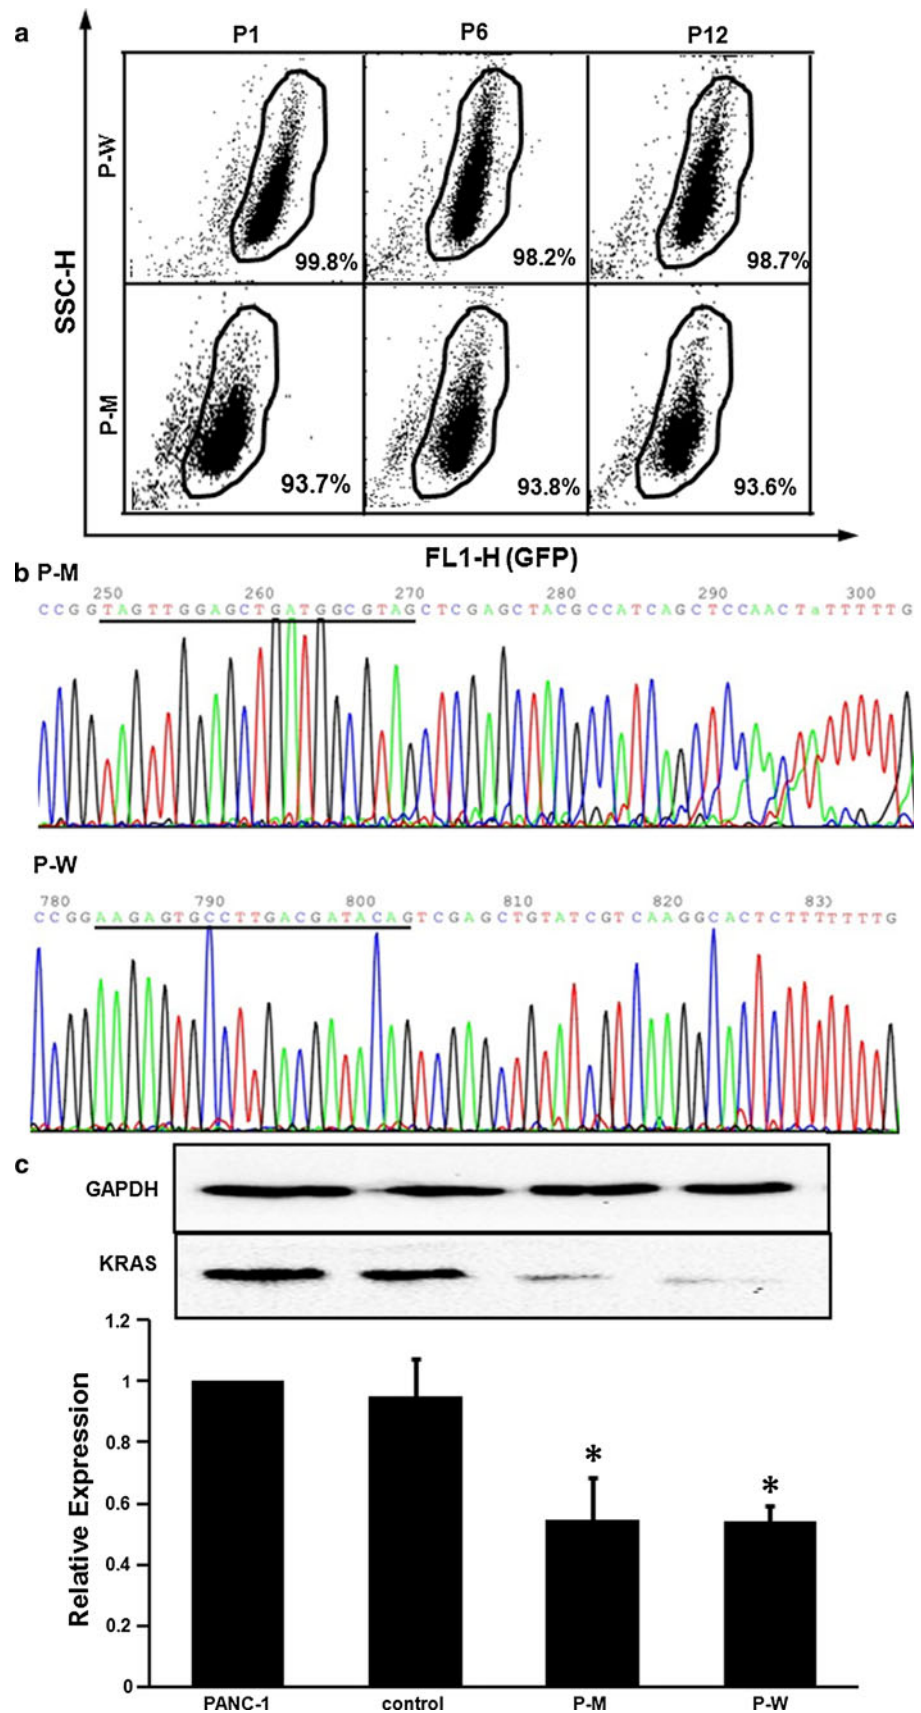 a
P1 P6 P12
P-W
99.8% 98.2% 98.7%
SSC-H
P-M
93.7% 93.8% 93.6%
FL1-H (GFP)
b P-M
250 260 270 280 290 300
CCGGTAGTTGGAGCTGATGGCGTAGCTCGAGCTACGCCATCAGCTCCAACTaTTTTTG
P-W
780 790 800 810 820 833
CCGGAAGAGTGCCTTGACGATACAGTCGAGCTGTATCGTCAAGGCACTCTTTTTTTG
c
GAPDH
KRAS
1.2
1
0.8
0.6
0.4
0.2
0
Relative Expression
* *
PANC-1 control P-M P-W